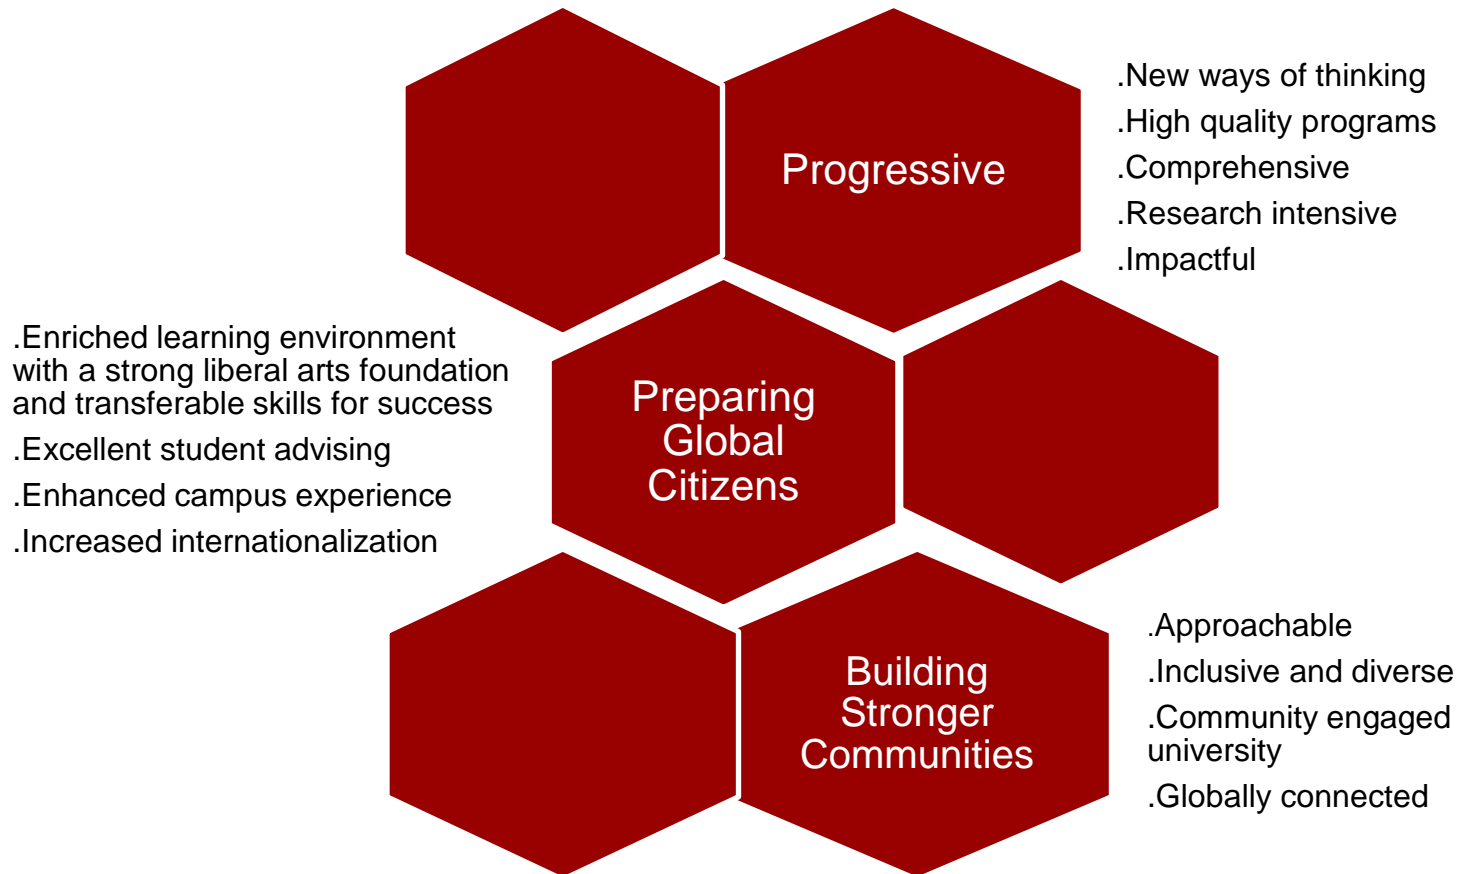 Progressive
.New ways of thinking
.High quality programs
.Comprehensive
.Research intensive
.Impactful
.Enriched learning environment
with a strong liberal arts foundation
and transferable skills for success
.Excellent student advising
.Enhanced campus experience
.Increased internationalization
Preparing
Global
Citizens
Building
Stronger
Communities
.Approachable
.Inclusive and diverse
.Community engaged
university
.Globally connected